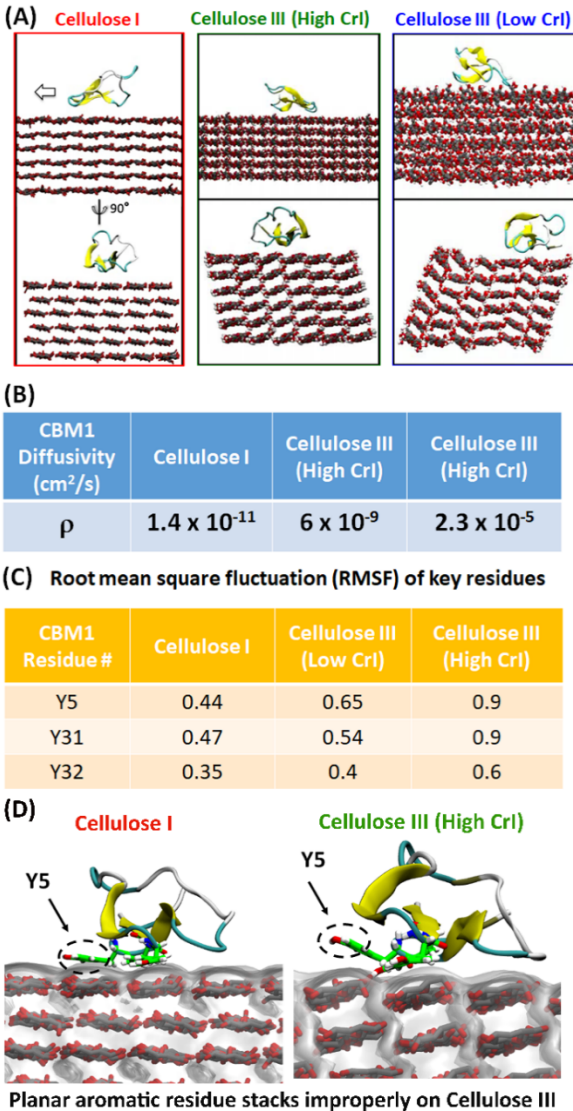 (A)
Cellulose I
Cellulose III (High CrI)
Cellulose III (Low CrI)
90°
(B)
CBM1 Diffusivity (cm²/s) Cellulose I Cellulose III (High CrI) Cellulose III (High CrI)
ρ 1.4 x 10⁻¹¹ 6 x 10⁻⁹ 2.3 x 10⁻⁵
(C) Root mean square fluctuation (RMSF) of key residues
CBM1 Residue # Cellulose I Cellulose III (Low CrI) Cellulose III (High CrI)
Y5 0.44 0.65 0.9
Y31 0.47 0.54 0.9
Y32 0.35 0.4 0.6
(D)
Cellulose I
Cellulose III (High CrI)
Y5
Y5
Planar aromatic residue stacks improperly on Cellulose III